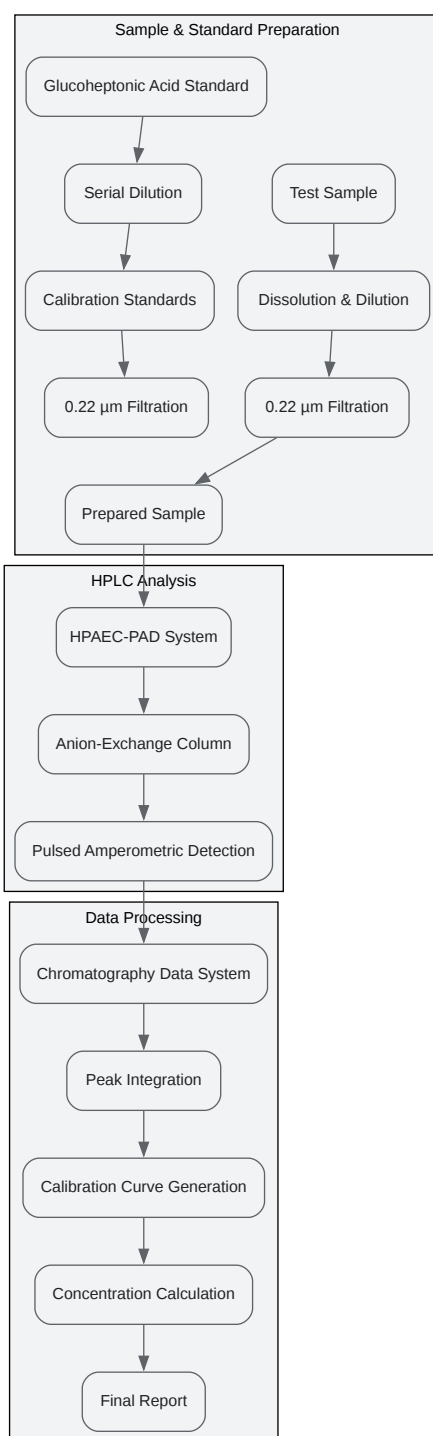 Sample & Standard Preparation
Glucoheptonic Acid Standard
Serial Dilution
Test Sample
Calibration Standards
Dissolution & Dilution
0.22 µm Filtration
0.22 µm Filtration
Prepared Sample
HPLC Analysis
HPAEC-PAD System
Anion-Exchange Column
Pulsed Amperometric Detection
Data Processing
Chromatography Data System
Peak Integration
Calibration Curve Generation
Concentration Calculation
Final Report